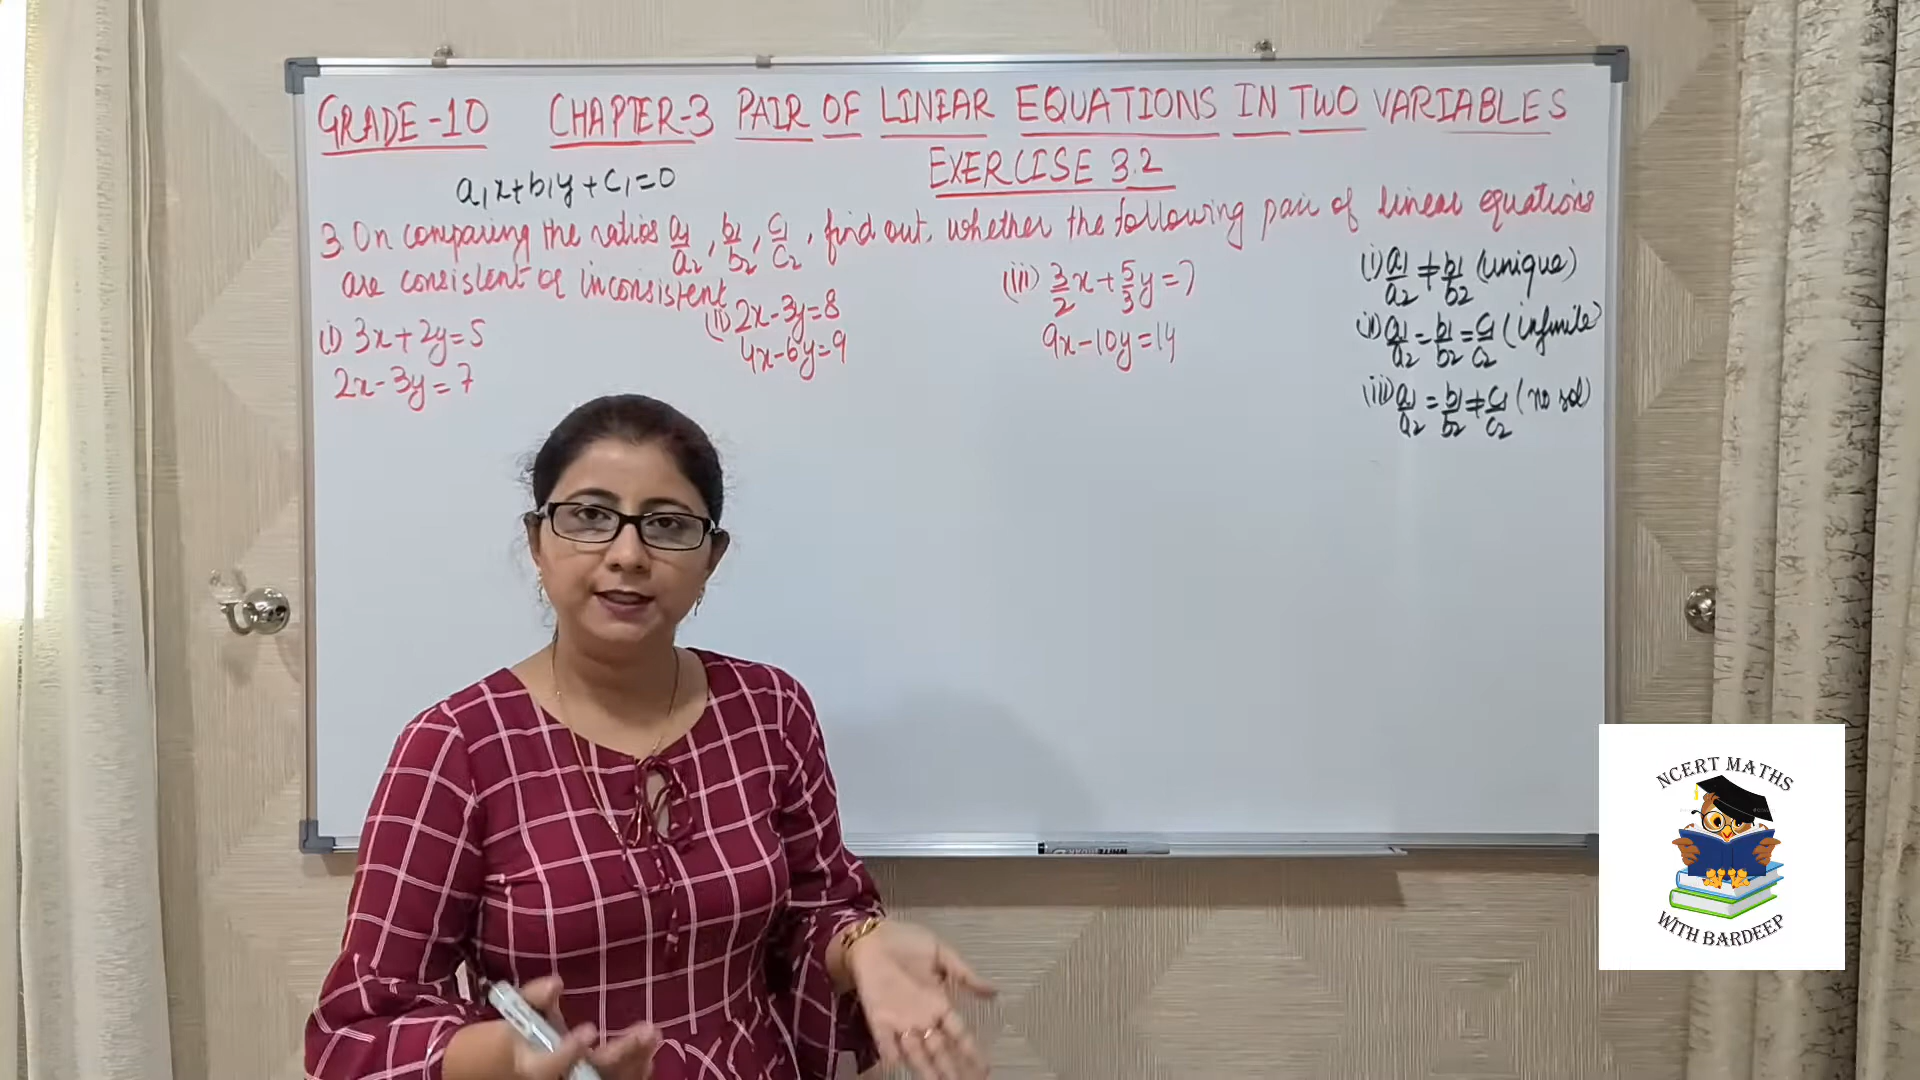 GRADE-10 CHAPTER-3 PAIR OF LINEAR EQUATIONS IN TWO VARIABLES
EXERCISE 3.2
a₁x+b₁y+c₁=0
3. On comparing the ratios a₁/a₂, b₁/b₂, c₁/c₂, find out, whether the following pair of linear equations
are consistent or inconsistent
(i) 3x+2y=5
2x-3y=7
(ii) 2x-3y=8
4x-6y=9
(iii) 3/2x+5/3y=7
9x-10y=14
(i) a₁/a₂≠b₁/b₂ (unique)
ii) a₁/a₂=b₁/b₂=c₁/c₂ (infinite)
(iii) a₁/a₂=b₁/b₂≠c₁/c₂ (no sol)
NCERT MATHS
WITH BARDEEP